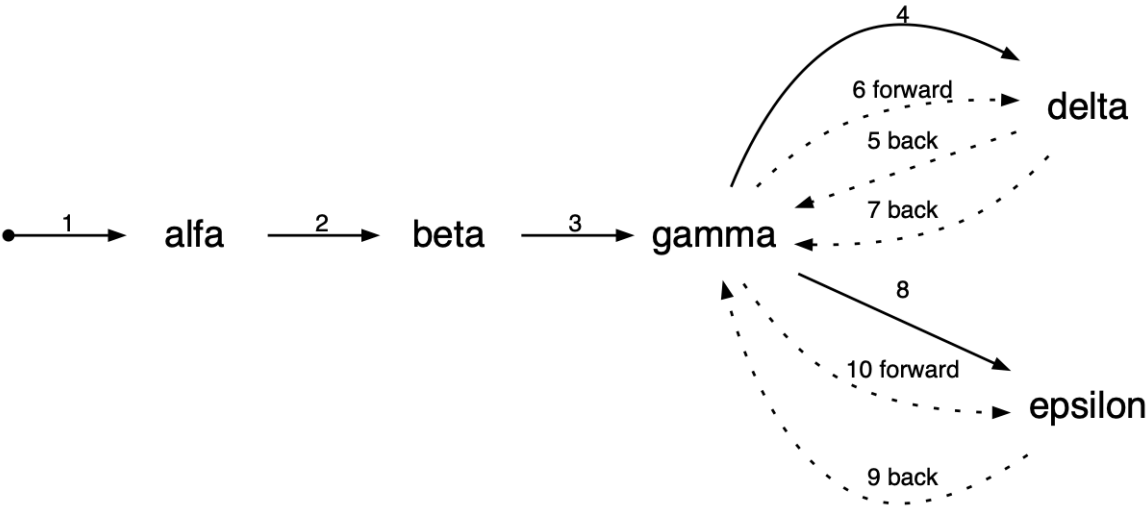 4
6 forward
delta
5 back
7 back
1
alfa
2
beta
3
gamma
8
10 forward
epsilon
9 back